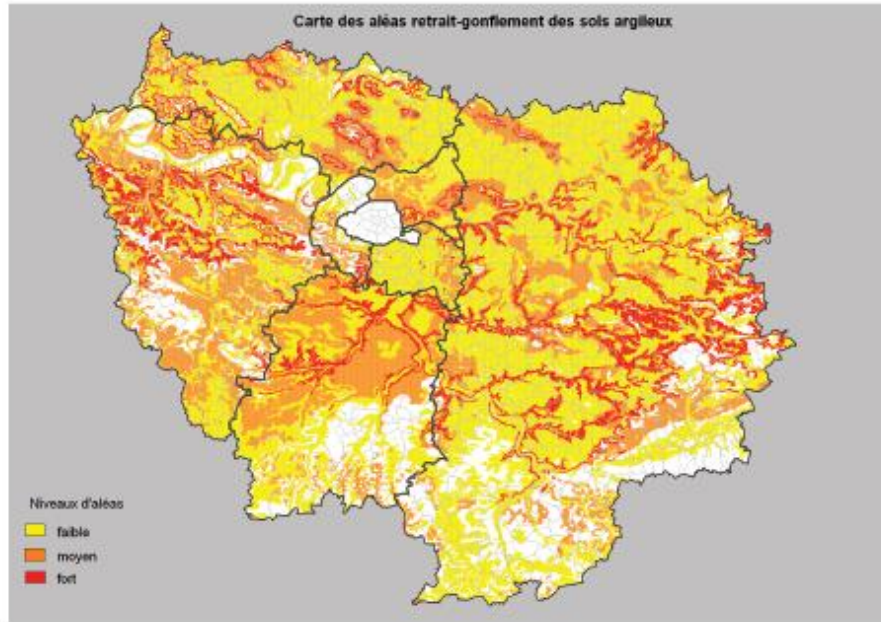 Carte des aléas retrait-gonflement des sols argileux
Niveaux d'aléas
faible
moyen
fort